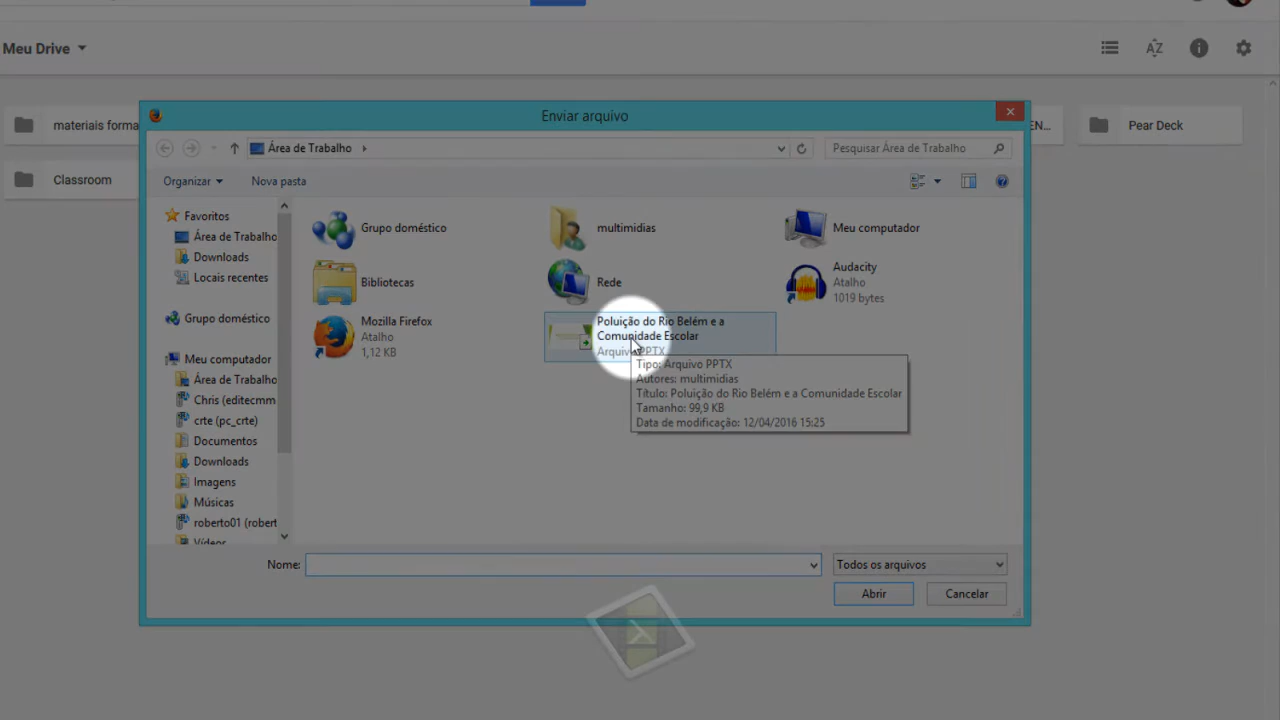 Meu Drive
materiais forma
EN...
Pear Deck
Classroom
Enviar arquivo
Área de Trabalho
Pesquisar Área de Trabalho
Organizar
Nova pasta
Favoritos
Área de Trabalho
Downloads
Locais recentes
Grupo doméstico
Meu computador
Área de Trabalho
Chris (editecmm
crte (pc_crte)
Documentos
Downloads
Imagens
Músicas
roberto01 (robert
Vídeos
Grupo doméstico
multimidias
Meu computador
Bibliotecas
Rede
Audacity
Atalho
1019 bytes
Mozilla Firefox
Atalho
1,12 KB
Poluição do Rio Belém e a
Comunidade Escolar
Arquivo PPTX
Tipo: Arquivo PPTX
Autores: multimidias
Título: Poluição do Rio Belém e a Comunidade Escolar
Tamanho: 99,9 KB
Data de modificação: 12/04/2016 15:25
Nome:
Todos os arquivos
Abrir
Cancelar